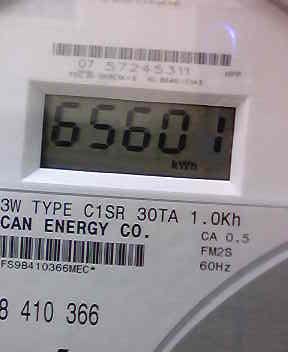 07 57245311
65601
kWh
3W TYPE C1SR 30TA 1.0Kh
CAN ENERGY CO.
CA 0.5
FM2S
FS9B410366MEC*
60Hz
8 410 366